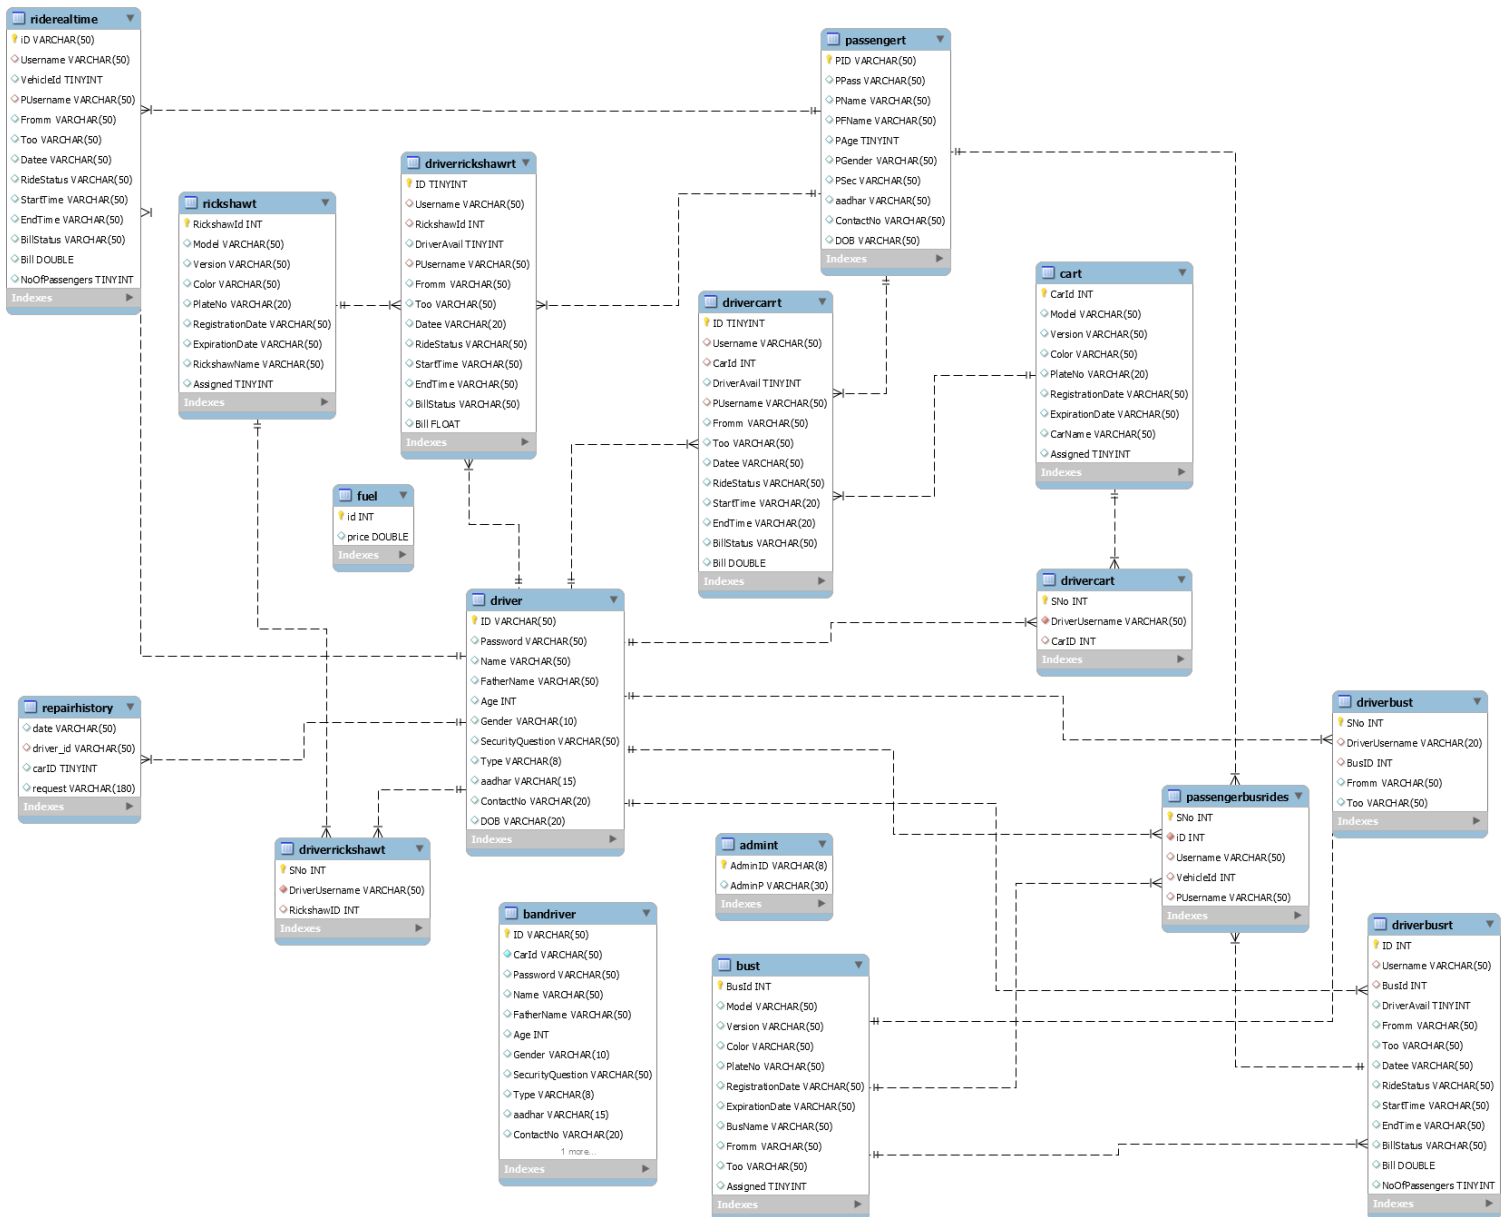 riderealtime
iD VARCHAR(50)
Username VARCHAR(50)
VehicleId TINYINT
PUsername VARCHAR(50)
Fromm VARCHAR(50)
Too VARCHAR(50)
Datee VARCHAR(50)
RideStatus VARCHAR(50)
StartTime VARCHAR(50)
EndTime VARCHAR(50)
BillStatus VARCHAR(50)
Bill DOUBLE
NoOfPassengers TINYINT
Indexes
rickshawt
RickshawId INT
Model VARCHAR(50)
Version VARCHAR(50)
Color VARCHAR(50)
PlateNo VARCHAR(20)
RegistrationDate VARCHAR(50)
ExpirationDate VARCHAR(50)
RickshawName VARCHAR(50)
Assigned TINYINT
Indexes
driverrickshawrt
ID TINYINT
Username VARCHAR(50)
RickshawId INT
DriverAvail TINYINT
PUsername VARCHAR(50)
Fromm VARCHAR(50)
Too VARCHAR(50)
Datee VARCHAR(20)
RideStatus VARCHAR(50)
StartTime VARCHAR(50)
EndTime VARCHAR(50)
BillStatus VARCHAR(50)
Bill FLOAT
Indexes
passengert
PID VARCHAR(50)
PPass VARCHAR(50)
PName VARCHAR(50)
PFName VARCHAR(50)
PAge TINYINT
PGender VARCHAR(50)
PSec VARCHAR(50)
aadhar VARCHAR(50)
ContactNo VARCHAR(50)
DOB VARCHAR(50)
Indexes
drivercarrt
ID TINYINT
Username VARCHAR(50)
CarId INT
DriverAvail TINYINT
PUsername VARCHAR(50)
Fromm VARCHAR(50)
Too VARCHAR(50)
Datee VARCHAR(50)
RideStatus VARCHAR(50)
StartTime VARCHAR(20)
EndTime VARCHAR(20)
BillStatus VARCHAR(50)
Bill DOUBLE
Indexes
cart
CarId INT
Model VARCHAR(50)
Version VARCHAR(50)
Color VARCHAR(50)
PlateNo VARCHAR(20)
RegistrationDate VARCHAR(50)
ExpirationDate VARCHAR(50)
CarName VARCHAR(50)
Assigned TINYINT
Indexes
fuel
id INT
price DOUBLE
Indexes
driver
ID VARCHAR(50)
Password VARCHAR(50)
Name VARCHAR(50)
FatherName VARCHAR(50)
Age INT
Gender VARCHAR(10)
SecurityQuestion VARCHAR(50)
Type VARCHAR(8)
aadhar VARCHAR(15)
ContactNo VARCHAR(20)
DOB VARCHAR(20)
Indexes
drivercart
SNo INT
DriverUsername VARCHAR(50)
CarID INT
Indexes
repairhistory
date VARCHAR(50)
driver_id VARCHAR(50)
carID TINYINT
request VARCHAR(180)
Indexes
driverbust
SNo INT
DriverUsername VARCHAR(20)
BusID INT
Fromm VARCHAR(50)
Too VARCHAR(50)
Indexes
passengerbusrides
SNo INT
iD INT
Username VARCHAR(50)
VehicleId INT
PUsername VARCHAR(50)
Indexes
driverrickshawt
SNo INT
DriverUsername VARCHAR(50)
RickshawID INT
Indexes
admint
AdminID VARCHAR(8)
AdminP VARCHAR(30)
Indexes
bandriver
ID VARCHAR(50)
CarId VARCHAR(50)
Password VARCHAR(50)
Name VARCHAR(50)
FatherName VARCHAR(50)
Age INT
Gender VARCHAR(10)
SecurityQuestion VARCHAR(50)
Type VARCHAR(8)
aadhar VARCHAR(15)
ContactNo VARCHAR(20)
1 more...
Indexes
bust
BusId INT
Model VARCHAR(50)
Version VARCHAR(50)
Color VARCHAR(50)
PlateNo VARCHAR(50)
RegistrationDate VARCHAR(50)
ExpirationDate VARCHAR(50)
BusName VARCHAR(50)
Fromm VARCHAR(50)
Too VARCHAR(50)
Assigned TINYINT
Indexes
driverbusrt
ID INT
Username VARCHAR(50)
BusId INT
DriverAvail TINYINT
Fromm VARCHAR(50)
Too VARCHAR(50)
Datee VARCHAR(50)
RideStatus VARCHAR(50)
StartTime VARCHAR(50)
EndTime VARCHAR(50)
BillStatus VARCHAR(50)
Bill DOUBLE
NoOfPassengers TINYINT
Indexes